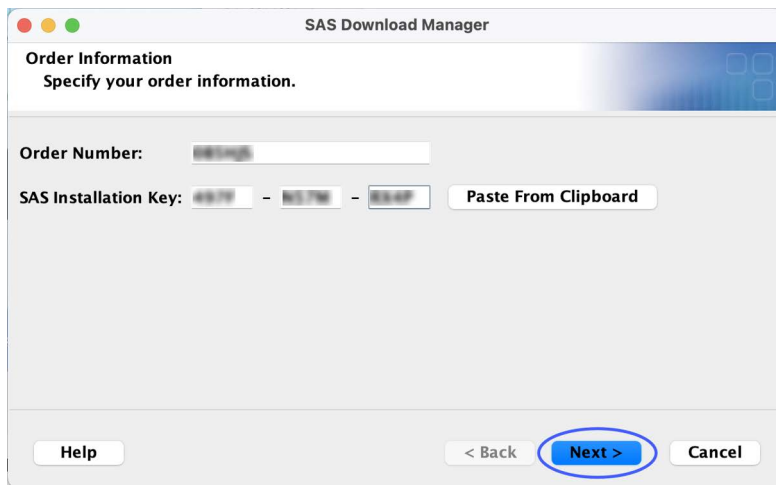 SAS Download Manager
Order Information
Specify your order information.
Order Number:
SAS Installation Key: - - Paste From Clipboard
Help < Back Next > Cancel